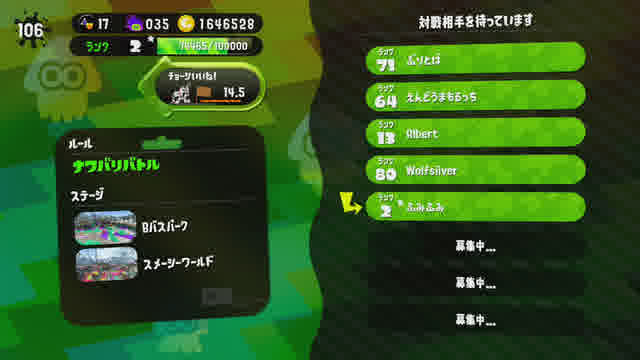 106
17
035
1646528
ランク 2★
/100000
チョーシいいね!
14.5
ルール
ナワバリバトル
ステージ
Bバスパーク
スメーシーワールド
対戦相手を待っています
ランク 71 ぷりとば
ランク 64 えんどうまもるっち
ランク 13 Albert
ランク 80 Wolfsilver
ランク 2★ ふみふみ
募集中...
募集中...
募集中...